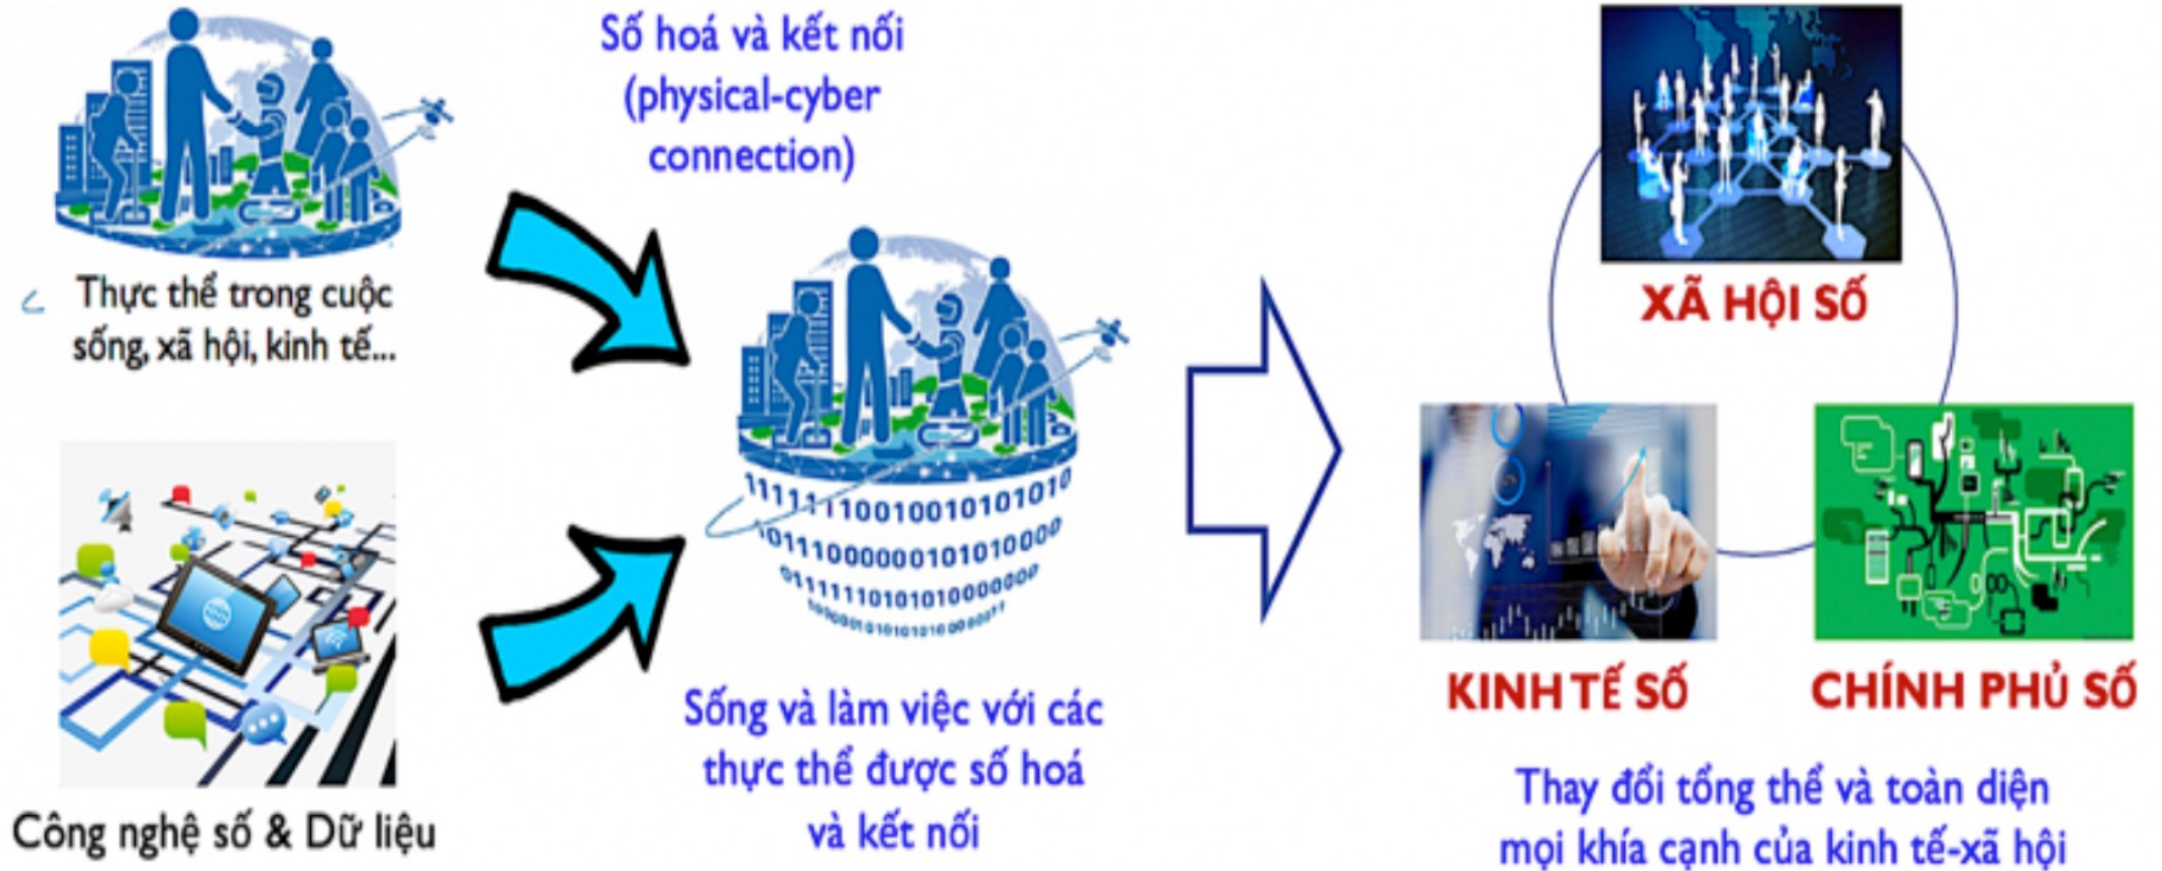 Thực thể trong cuộc
sống, xã hội, kinh tế...
Công nghệ số & Dữ liệu
Số hoá và kết nối
(physical-cyber
connection)
Sống và làm việc với các
thực thể được số hoá
và kết nối
XÃ HỘI SỐ
KINH TẾ SỐ
CHÍNH PHỦ SỐ
Thay đổi tổng thể và toàn diện
mọi khía cạnh của kinh tế-xã hội